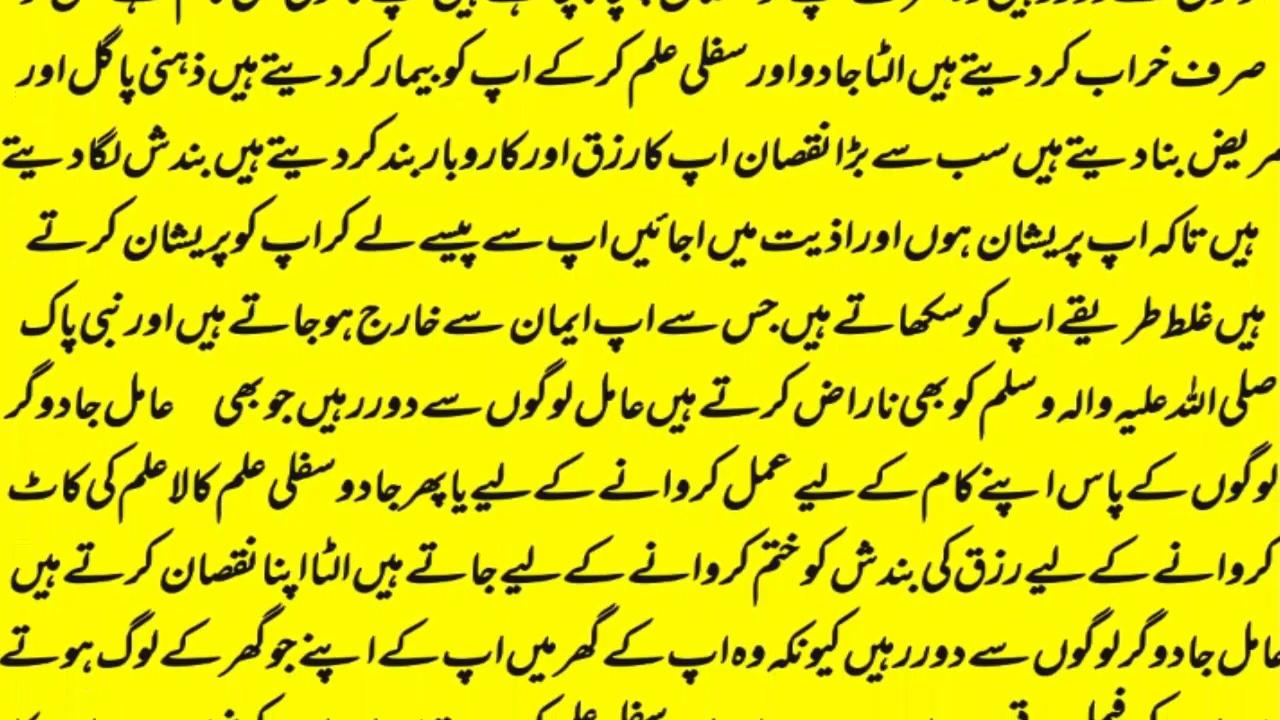 صرف خراب کر دیتے ہیں الٹا جادو اور سفلی علم کر کے اپ کو بیمار کر دیتے ہیں ذہنی پاگل اور
مریض بنا دیتے ہیں سب سے بڑا نقصان اپ کا رزق اور کاروبار بند کر دیتے ہیں بندش لگا دیتے
ہیں تاکہ اپ پریشان ہوں اور اذیت میں اجائیں اپ سے پیسے لے کر اپ کو پریشان کرتے
ہیں غلط طریقے اپ کو سکھاتے ہیں جس سے اپ ایمان سے خارج ہو جاتے ہیں اور نبی پاک
صلی اللہ علیہ والہ وسلم کو بھی ناراض کرتے ہیں عامل لوگوں سے دور رہیں جو بھی عامل جادوگر
لوگوں کے پاس اپنے کام کے لیے عمل کروانے کے لیے یا پھر جادو سفلی علم کالا علم کی کاٹ
کروانے کے لیے رزق کی بندش کو ختم کروانے کے لیے جاتے ہیں الٹا اپنا نقصان کرتے ہیں
عامل جادوگر لوگوں سے دور رہیں کیونکہ وہ اپ کے گھر میں اپ کے اپنے جو گھر کے لوگ ہوتے